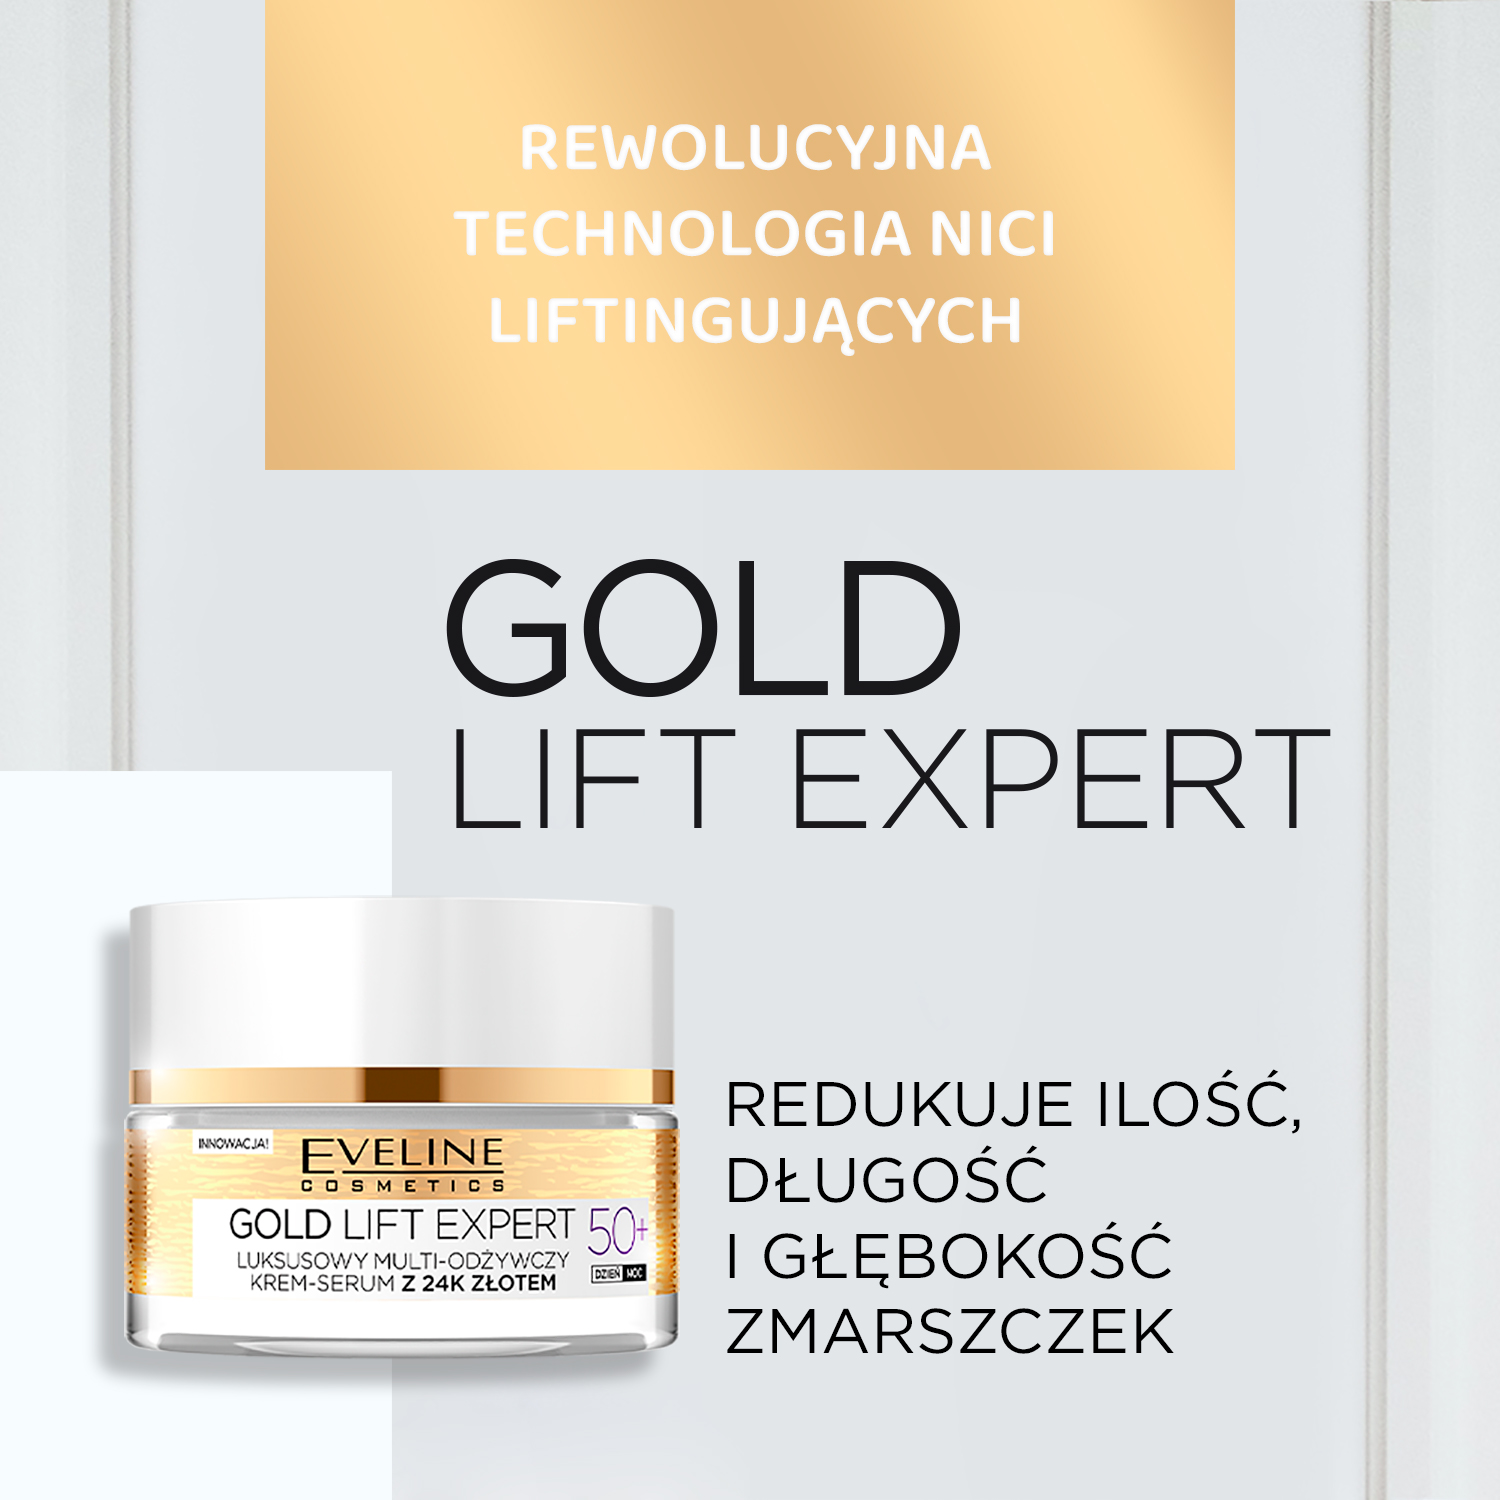 REWOLUCYJNA
TECHNOLOGIA NICI
LIFTINGUJĄCYCH
GOLD
LIFT EXPERT
INNOWACJA!
EVELINE
COSMETICS
GOLD LIFT EXPERT 50+
LUKSUSOWY MULTI-ODŻYWCZY
KREM-SERUM Z 24K ZŁOTEM
DZIEŃ NOC
REDUKUJE ILOŚĆ,
DŁUGOŚĆ
I GŁĘBOKOŚĆ
ZMARSZCZEK